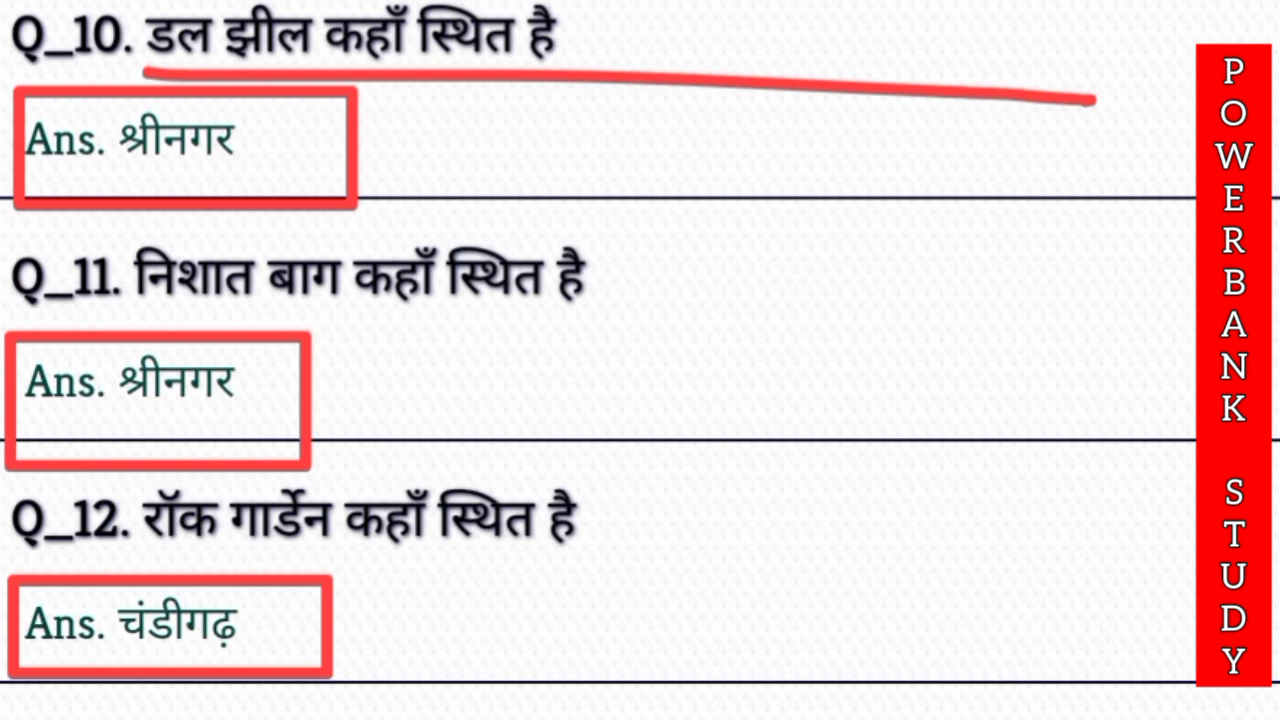 Q_10. डल झील कहाँ स्थित है
Ans. श्रीनगर
Q_11. निशात बाग कहाँ स्थित है
Ans. श्रीनगर
Q_12. रॉक गार्डेन कहाँ स्थित है
Ans. चंडीगढ़
POWERBANK STUDY